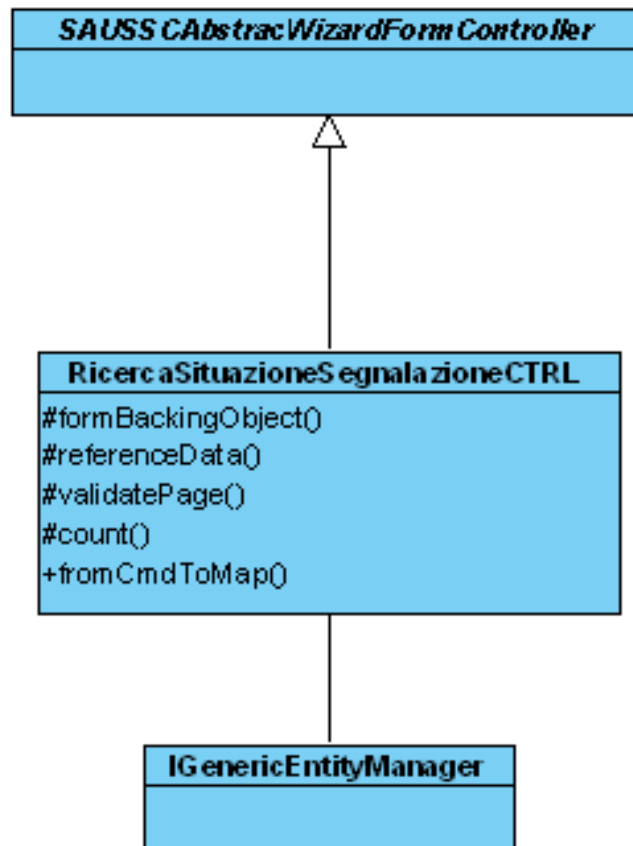 SAUSSCAbstracWizardFormController
RicercaSituazioneSegnalazioneCTRL
#formBackingObject()
#referenceData()
#validatePage()
#count()
+fromCmdToMap()
IGenericEntityManager